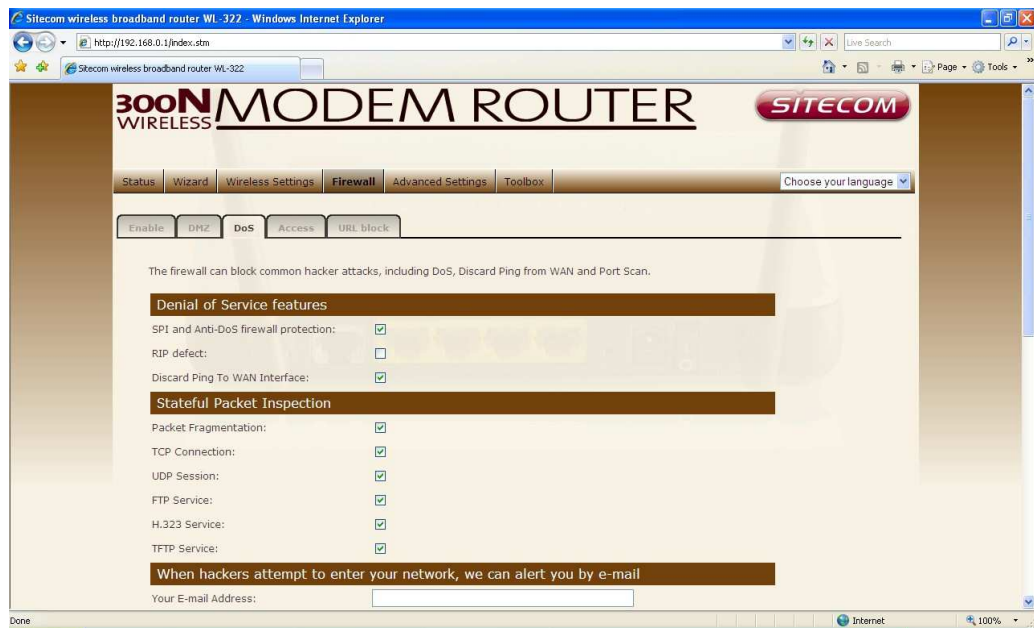 Sitecom wireless broadband router WL-322 - Windows Internet Explorer
http://192.168.0.1/index.stm
Live Search
Sitecom wireless broadband router WL-322
Page
Tools
300N WIRELESS MODEM ROUTER
SITECOM
Status Wizard Wireless Settings Firewall Advanced Settings Toolbox Choose your language
Enable DMZ DoS Access URL block
The firewall can block common hacker attacks, including DoS, Discard Ping from WAN and Port Scan.
Denial of Service features
SPI and Anti-DoS firewall protection:
RIP defect:
Discard Ping To WAN Interface:
Stateful Packet Inspection
Packet Fragmentation:
TCP Connection:
UDP Session:
FTP Service:
H.323 Service:
TFTP Service:
When hackers attempt to enter your network, we can alert you by e-mail
Your E-mail Address:
Done Internet 100%